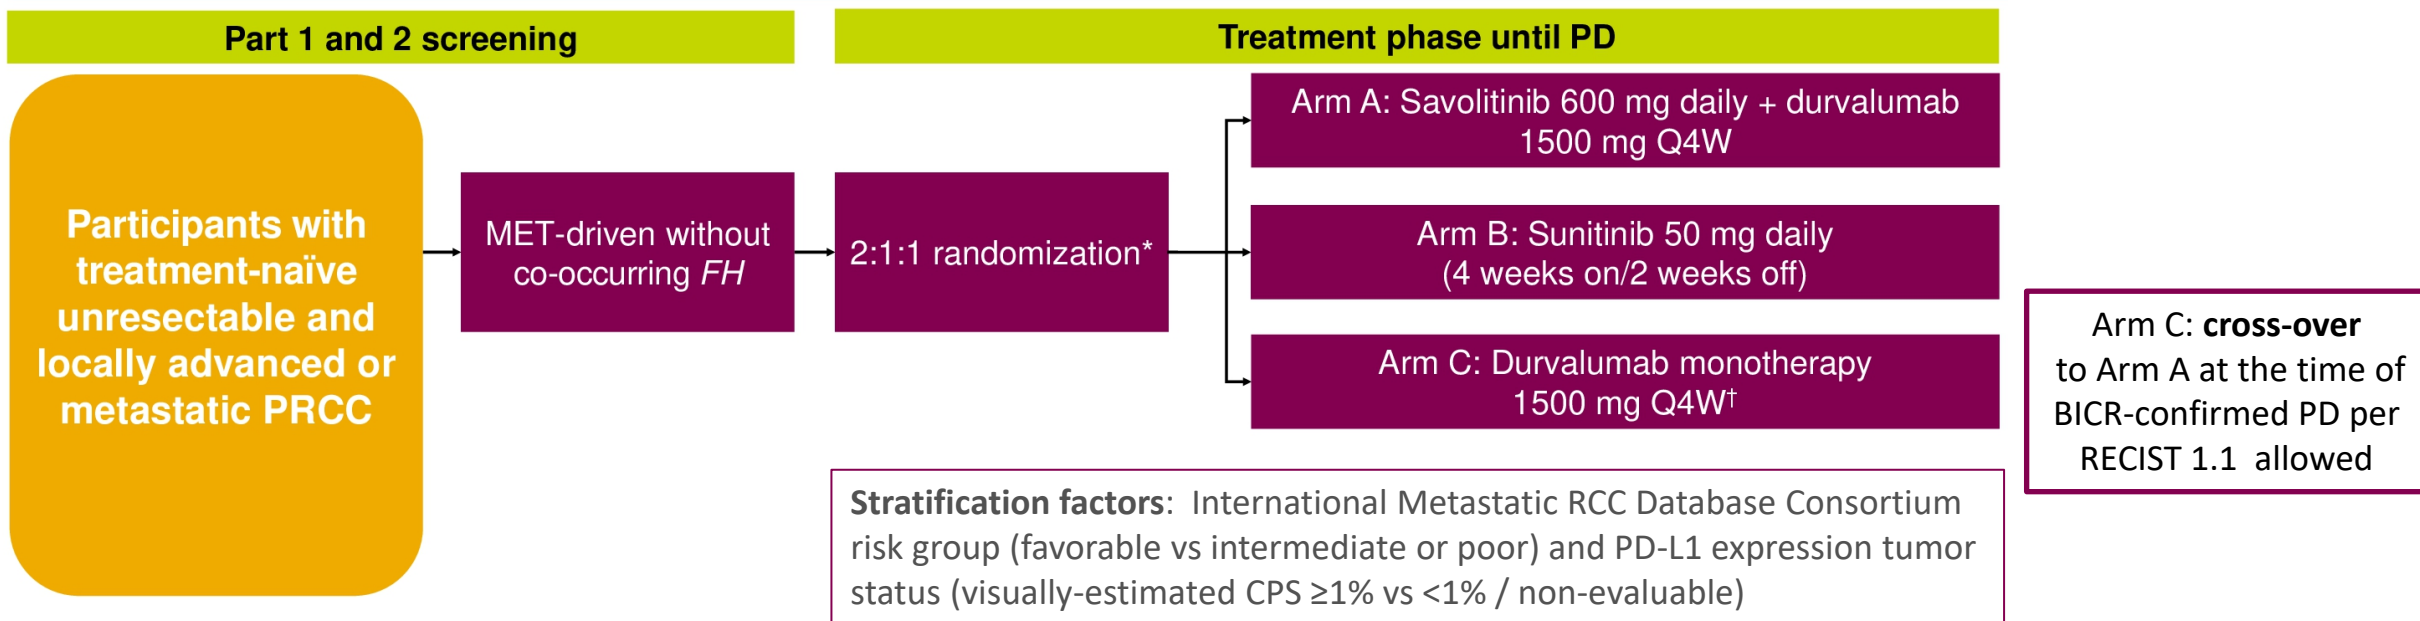 Part 1 and 2 screening
Treatment phase until PD
Participants with
treatment-naïve
unresectable and
locally advanced or
metastatic PRCC
MET-driven without
co-occurring FH
2:1:1 randomization*
Arm A: Savolitinib 600 mg daily + durvalumab
1500 mg Q4W
Arm B: Sunitinib 50 mg daily
(4 weeks on/2 weeks off)
Arm C: Durvalumab monotherapy
1500 mg Q4W†
Arm C: cross-over
to Arm A at the time of
BICR-confirmed PD per
RECIST 1.1 allowed
Stratification factors: International Metastatic RCC Database Consortium
risk group (favorable vs intermediate or poor) and PD-L1 expression tumor
status (visually-estimated CPS ≥1% vs <1% / non-evaluable)